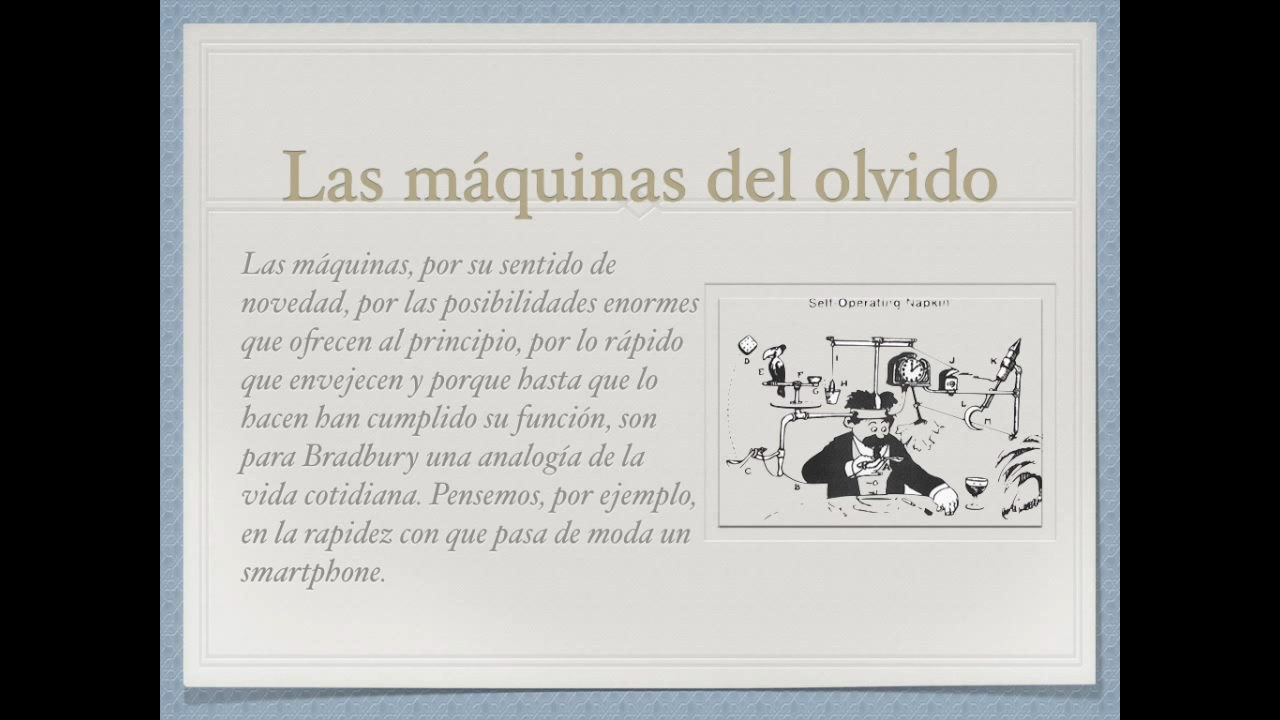 Las máquinas del olvido
Las máquinas, por su sentido de
novedad, por las posibilidades enormes
que ofrecen al principio, por lo rápido
que envejecen y porque hasta que lo
hacen han cumplido su función, son
para Bradbury una analogía de la
vida cotidiana. Pensemos, por ejemplo,
en la rapidez con que pasa de moda un
smartphone.
Self-Operating Napkin
D
E
F
G
H
I
J
K
L
M
A
B
C